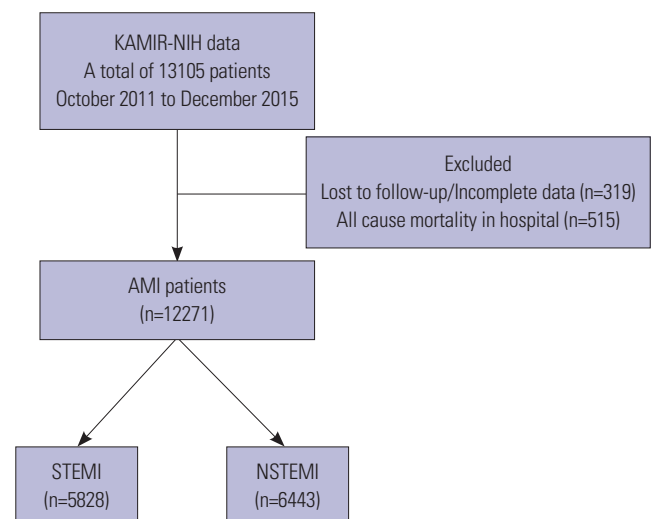 KAMIR-NIH data
A total of 13105 patients
October 2011 to December 2015
Excluded
Lost to follow-up/Incomplete data (n=319)
All cause mortality in hospital (n=515)
AMI patients
(n=12271)
STEMI
(n=5828)
NSTEMI
(n=6443)